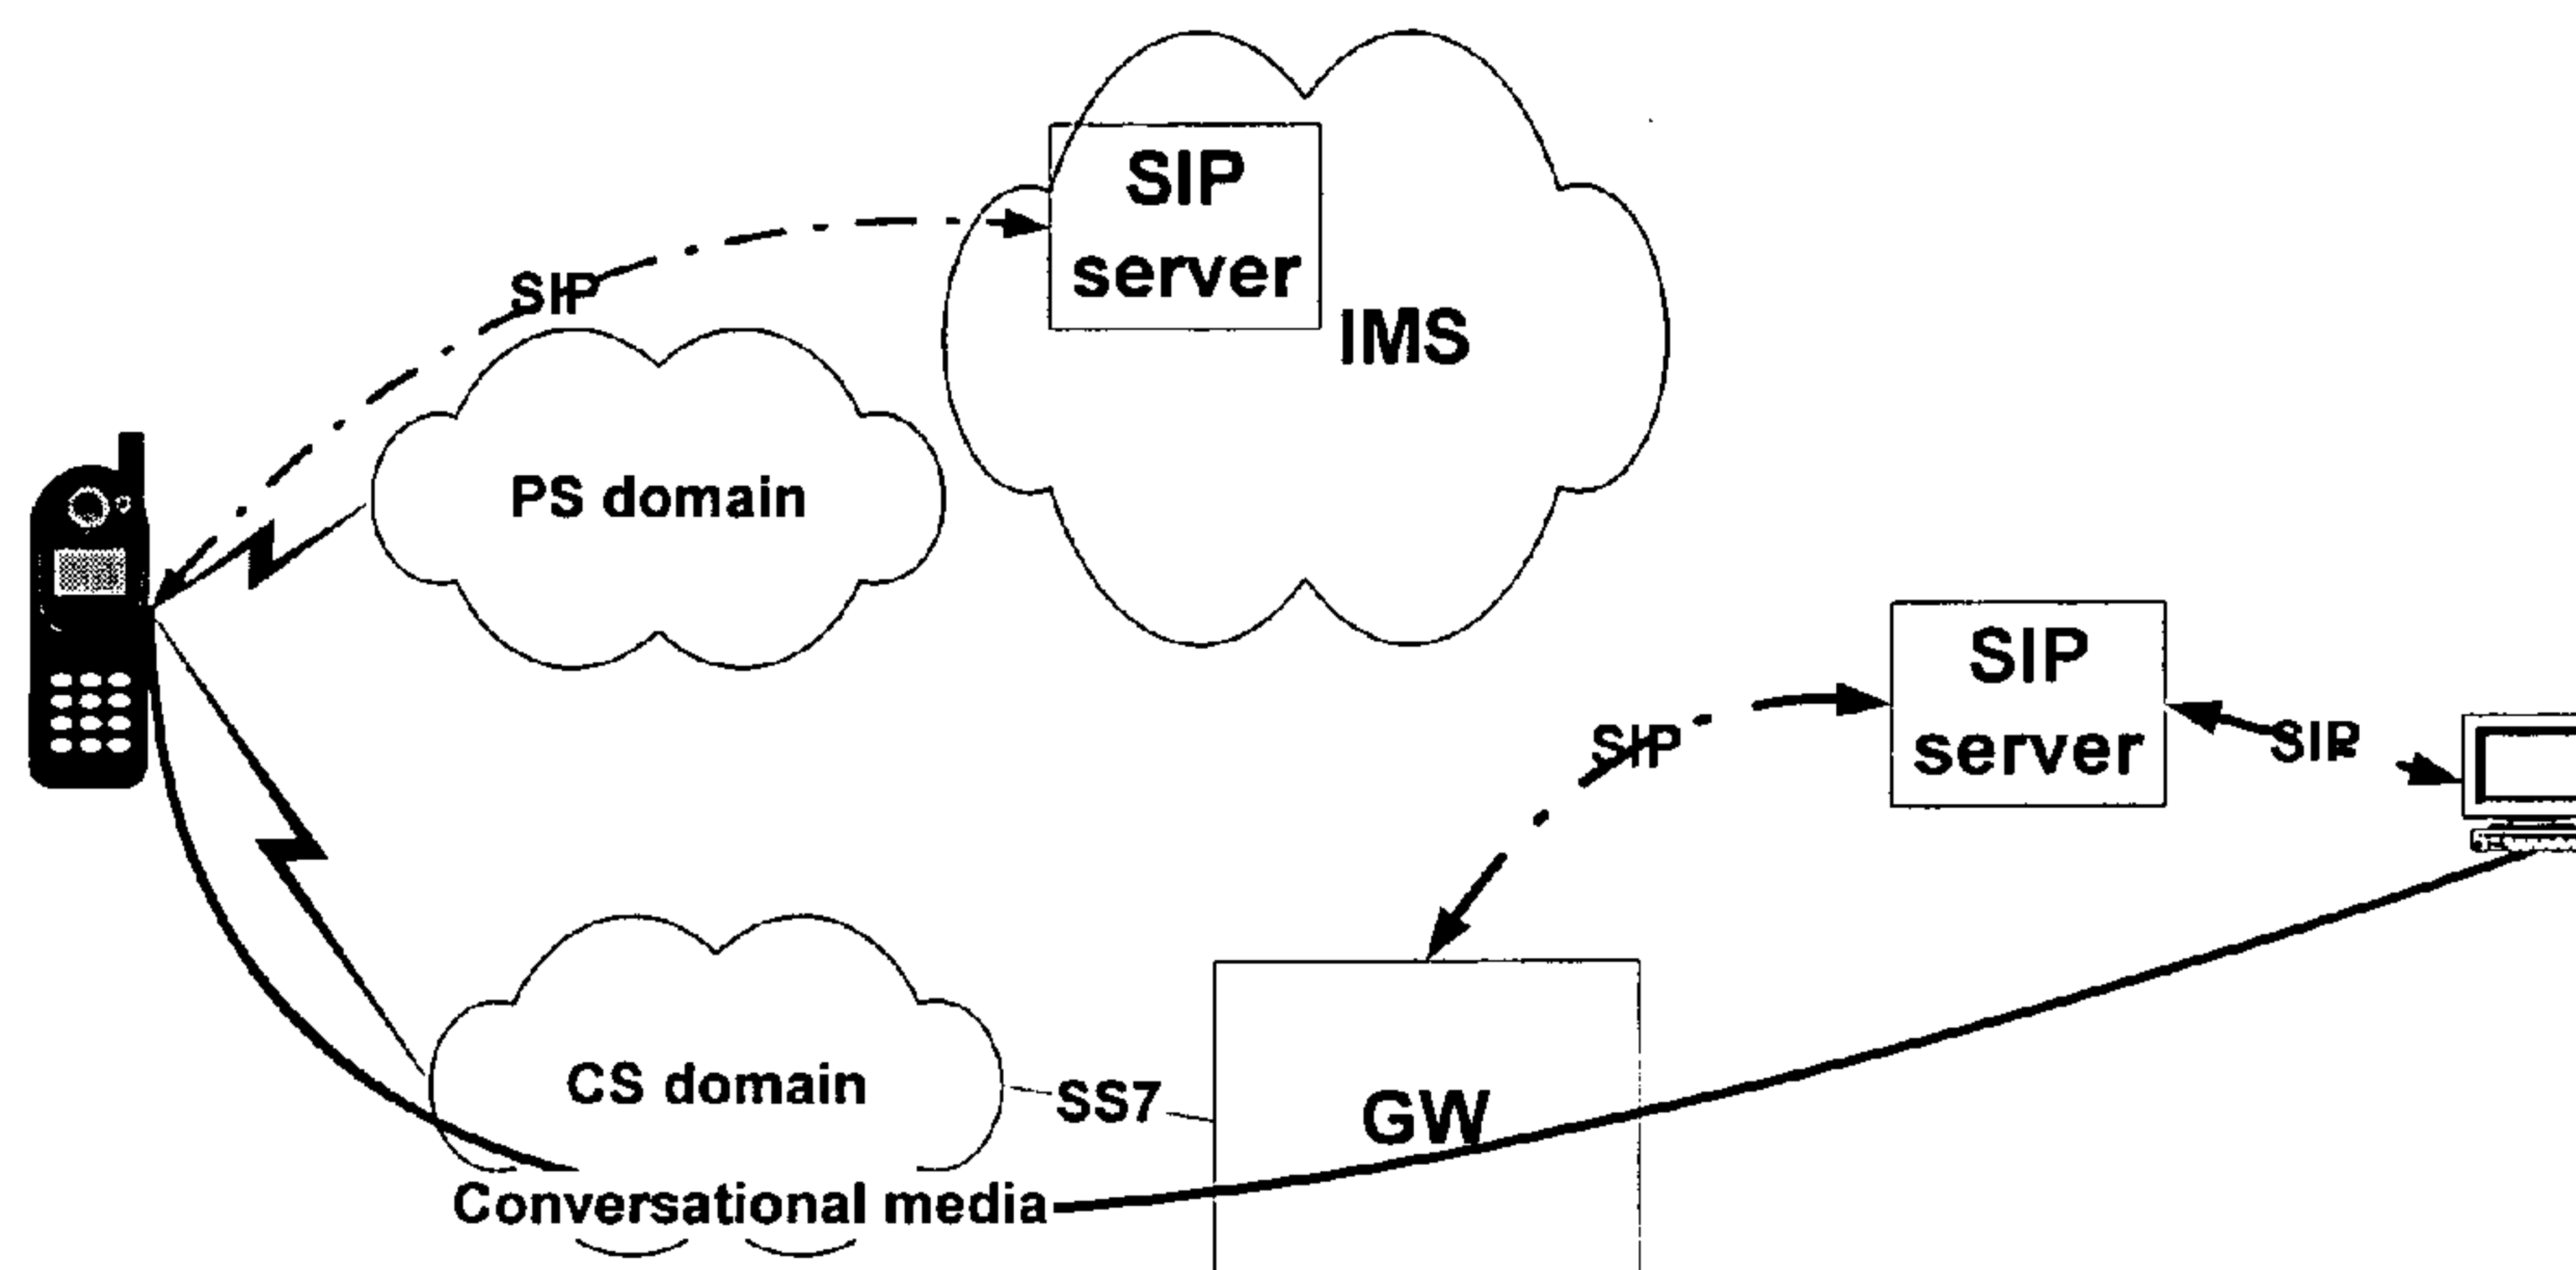 SIP
server
SIP
IMS
PS domain
SIP
server
SIP
SIP
CS domain
SS7
GW
Conversational media